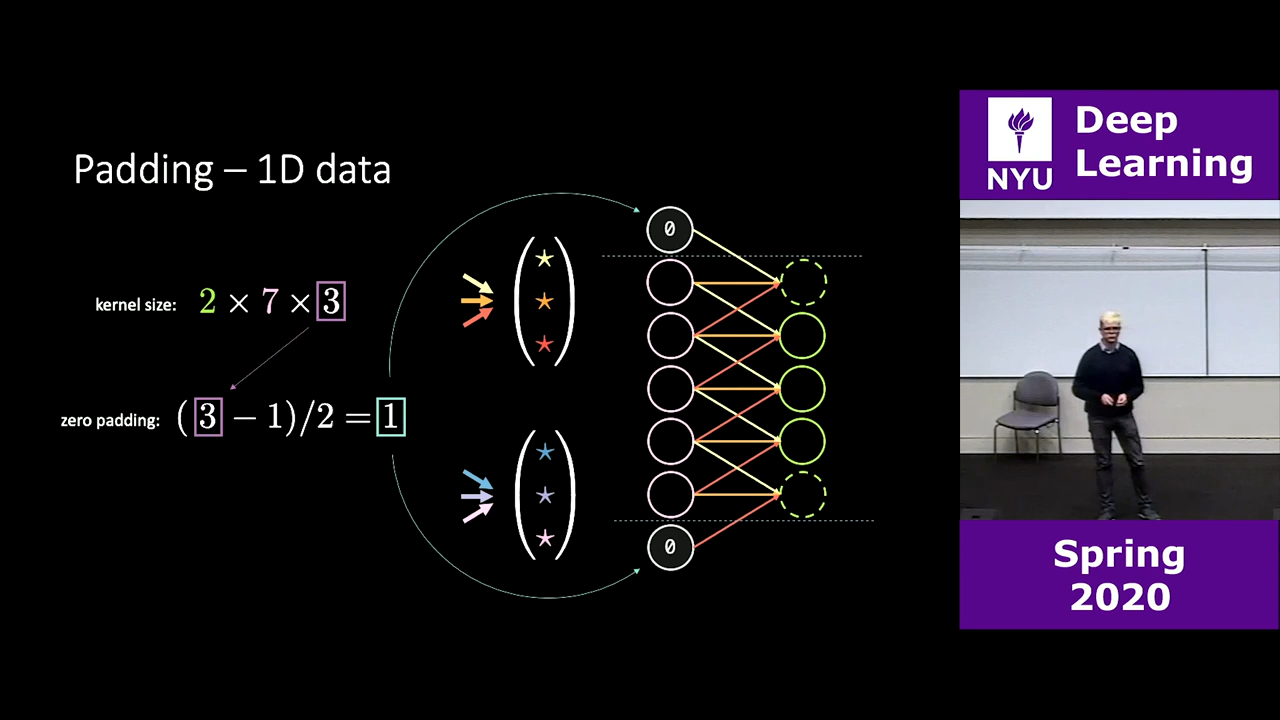 Padding – 1D data
kernel size: 2 × 7 × 3
zero padding: (3 − 1)/2 = 1
0
0
NYU
Deep
Learning
Spring
2020